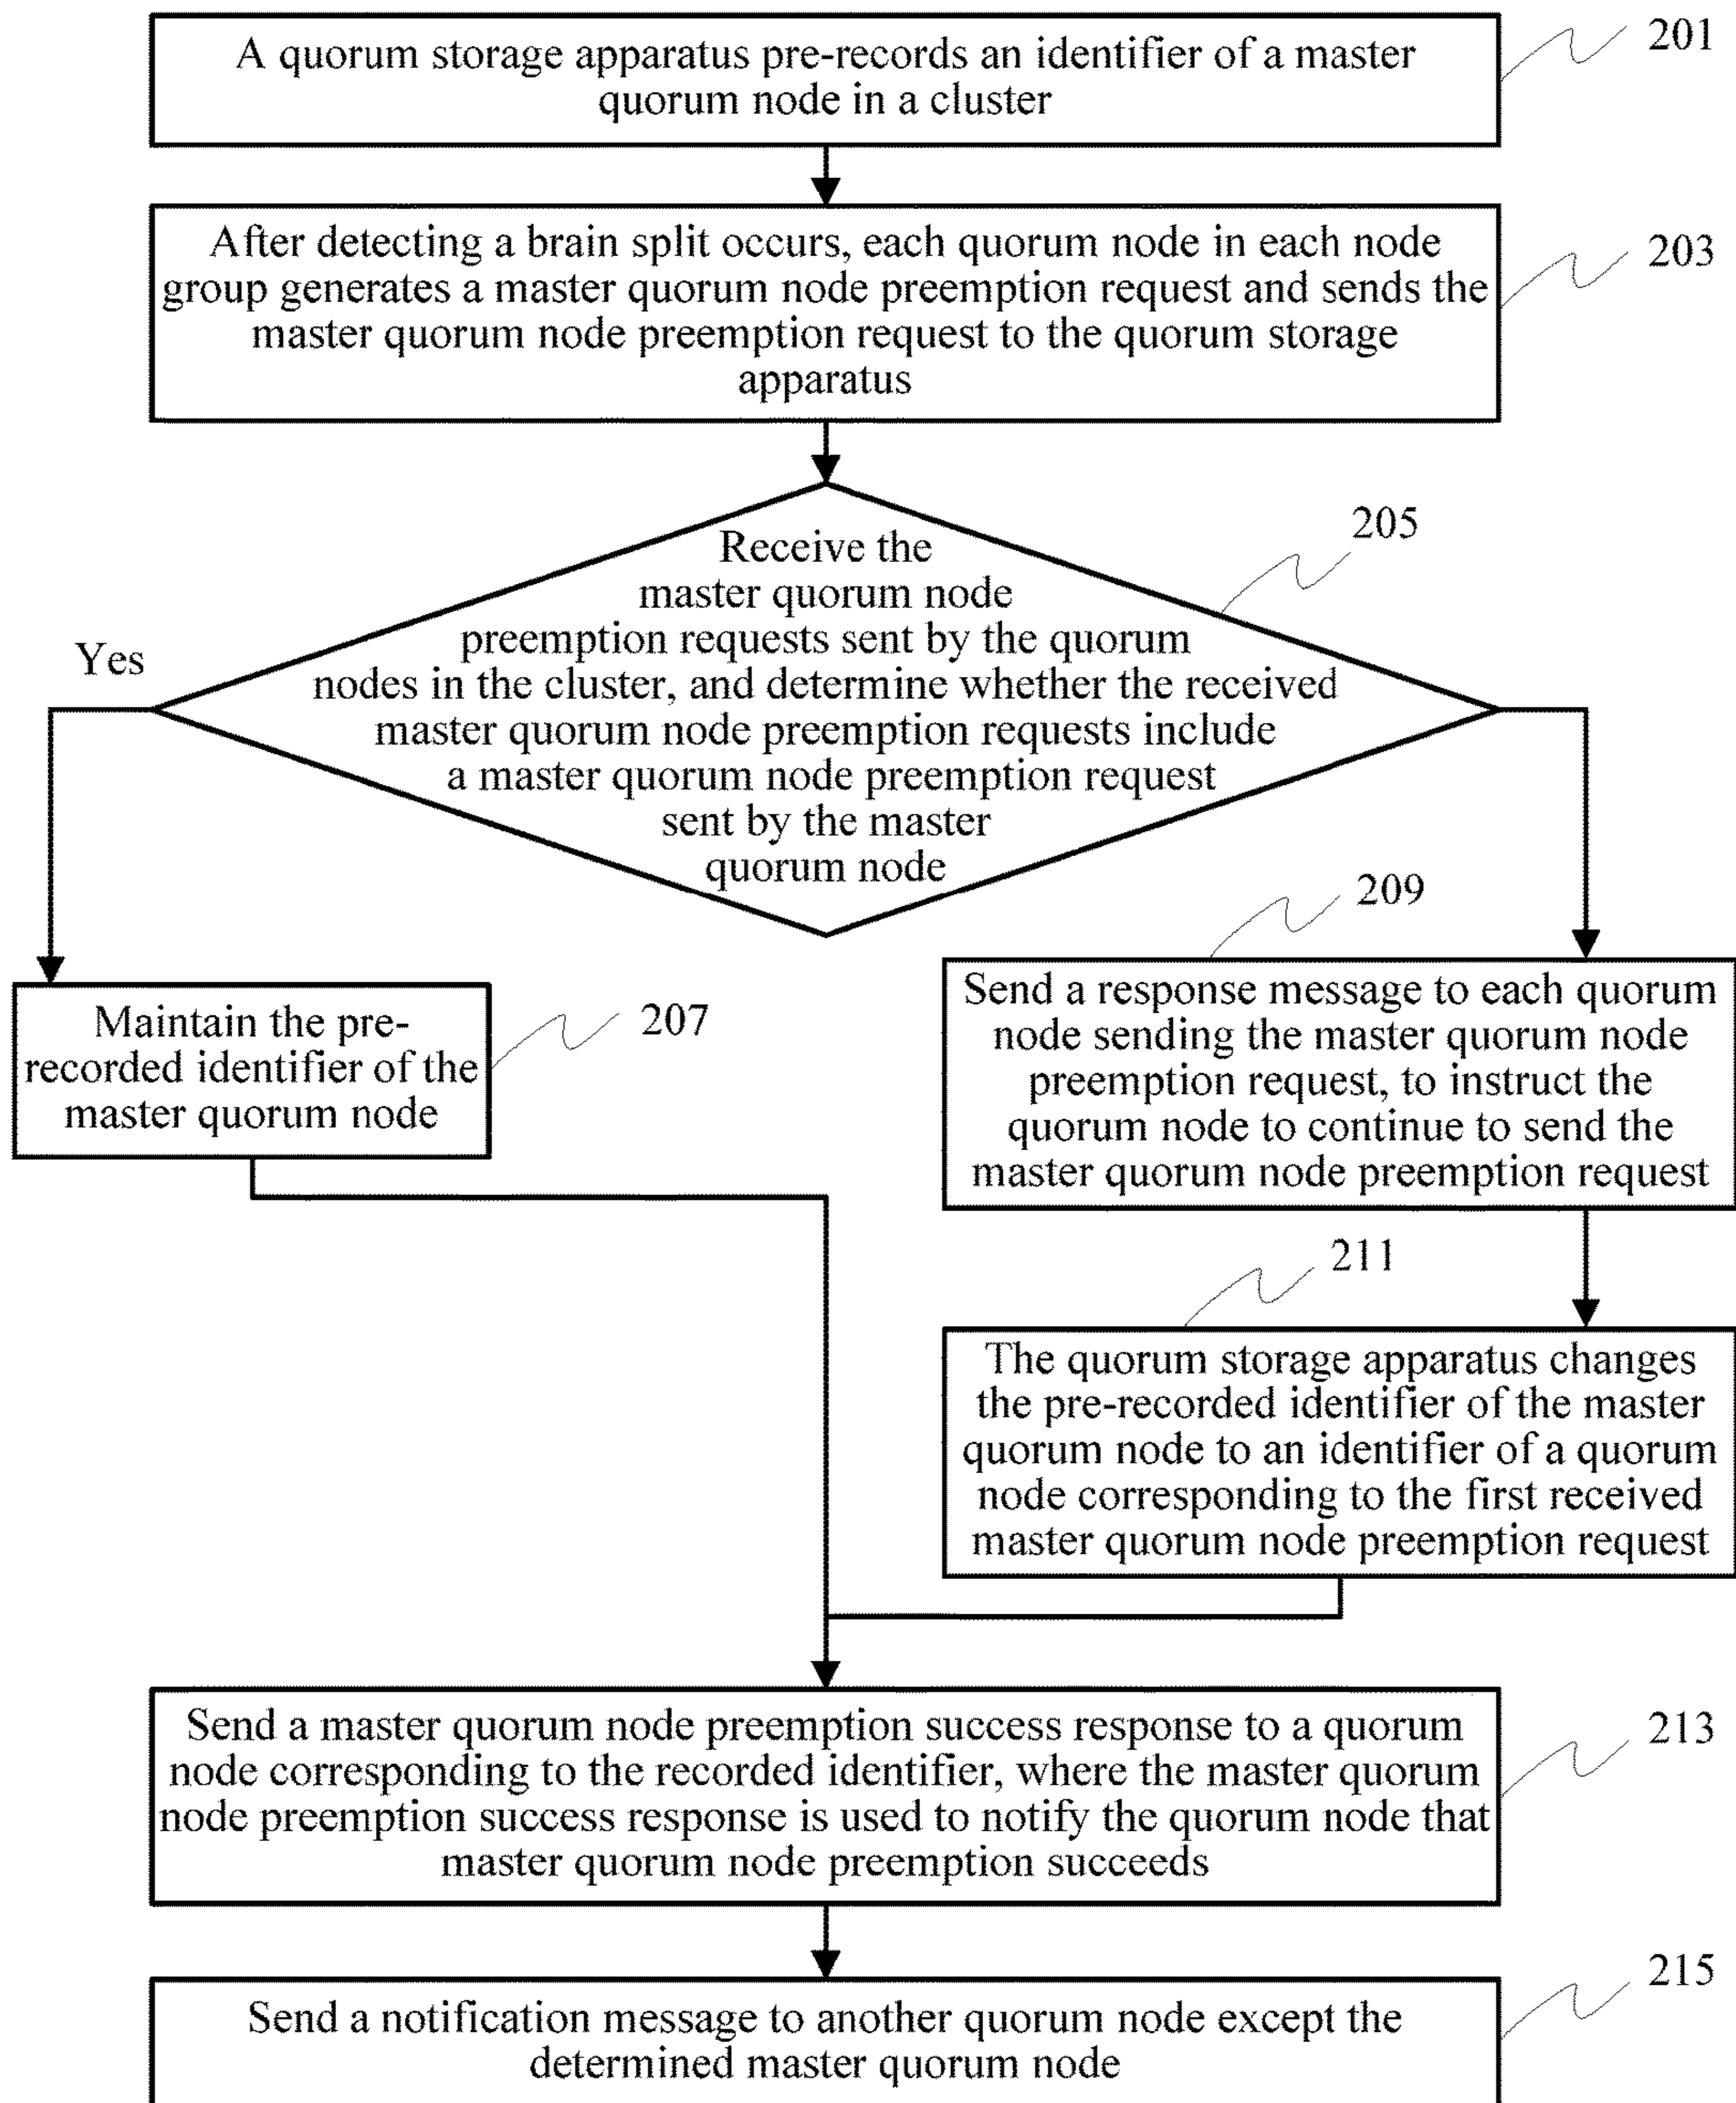 A quorum storage apparatus pre-records an identifier of a master
quorum node in a cluster
201
After detecting a brain split occurs, each quorum node in each node
group generates a master quorum node preemption request and sends the
master quorum node preemption request to the quorum storage
apparatus
203
Receive the
master quorum node
preemption requests sent by the quorum
nodes in the cluster, and determine whether the received
master quorum node preemption requests include
a master quorum node preemption request
sent by the master
quorum node
205
Yes
Maintain the pre-
recorded identifier of the
master quorum node
207
209
Send a response message to each quorum
node sending the master quorum node
preemption request, to instruct the
quorum node to continue to send the
master quorum node preemption request
211
The quorum storage apparatus changes
the pre-recorded identifier of the master
quorum node to an identifier of a quorum
node corresponding to the first received
master quorum node preemption request
Send a master quorum node preemption success response to a quorum
node corresponding to the recorded identifier, where the master quorum
node preemption success response is used to notify the quorum node that
master quorum node preemption succeeds
213
Send a notification message to another quorum node except the
determined master quorum node
215